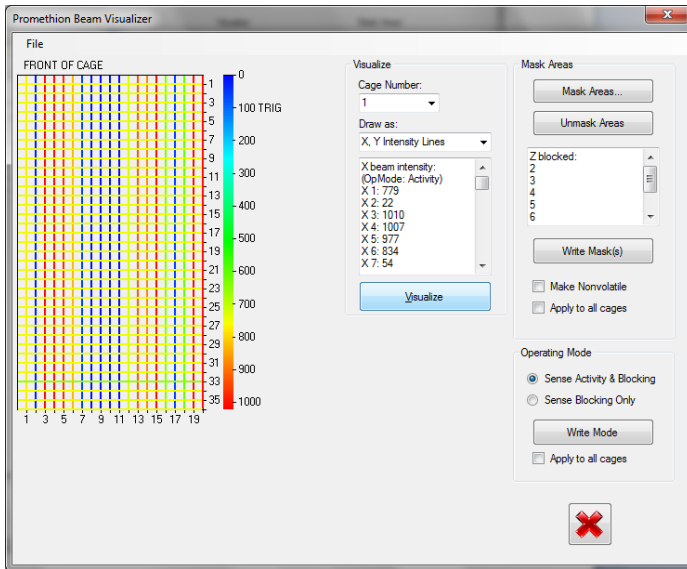 Promethion Beam Visualizer
File
FRONT OF CAGE
1
3
5
7
9
11
13
15
17
19
21
23
25
27
29
31
33
35
1 3 5 7 9 11 13 15 17 19
0
100 TRIG
200
300
400
500
600
700
800
900
1000
Visualize
Cage Number:
1
Draw as:
X, Y Intensity Lines
X beam intensity:
(OpMode: Activity)
X 1: 779
X 2: 22
X 3: 1010
X 4: 1007
X 5: 977
X 6: 834
X 7: 54
Visualize
Mask Areas
Mask Areas...
Unmask Areas
Z blocked:
2
3
4
5
6
Write Mask(s)
Make Nonvolatile
Apply to all cages
Operating Mode
Sense Activity & Blocking
Sense Blocking Only
Write Mode
Apply to all cages